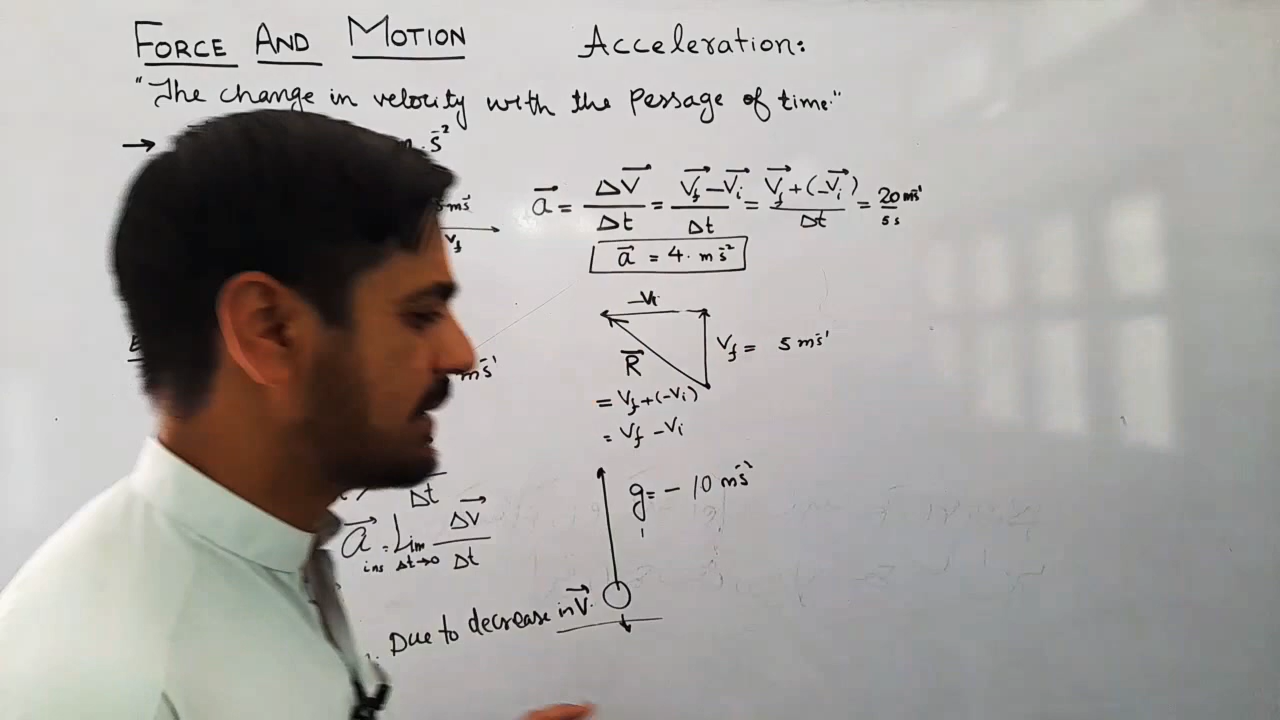 FORCE AND MOTION
Acceleration:
"The change in velocity with the Passage of time."
→ . s̄²
ms̄¹
Vf
a⃗ = ΔV⃗/Δt = (V⃗f - V⃗i)/Δt = (V⃗f + (-V⃗i))/Δt = 20 ms̄¹/5s
a⃗ = 4. ms̄²
-Vi
R⃗
Vf = 5 ms̄¹
ms̄¹
= Vf + (-Vi)
= Vf - Vi
Δt
g = - 10 ms̄²
a⃗ ins = Lim Δt→0 ΔV⃗/Δt
Due to decrease in V⃗.